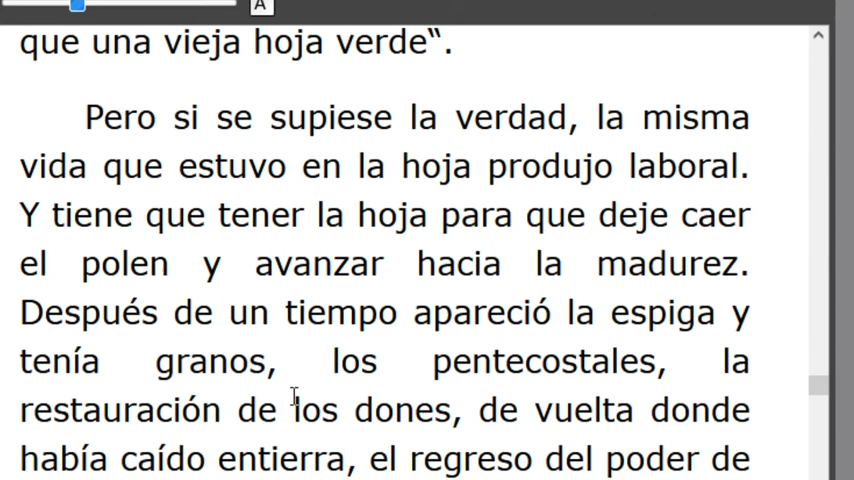 A
que una vieja hoja verde“.
Pero si se supiese la verdad, la misma
vida que estuvo en la hoja produjo laboral.
Y tiene que tener la hoja para que deje caer
el polen y avanzar hacia la madurez.
Después de un tiempo apareció la espiga y
tenía granos, los pentecostales, la
restauración de los dones, de vuelta donde
había caído entierra, el regreso del poder de